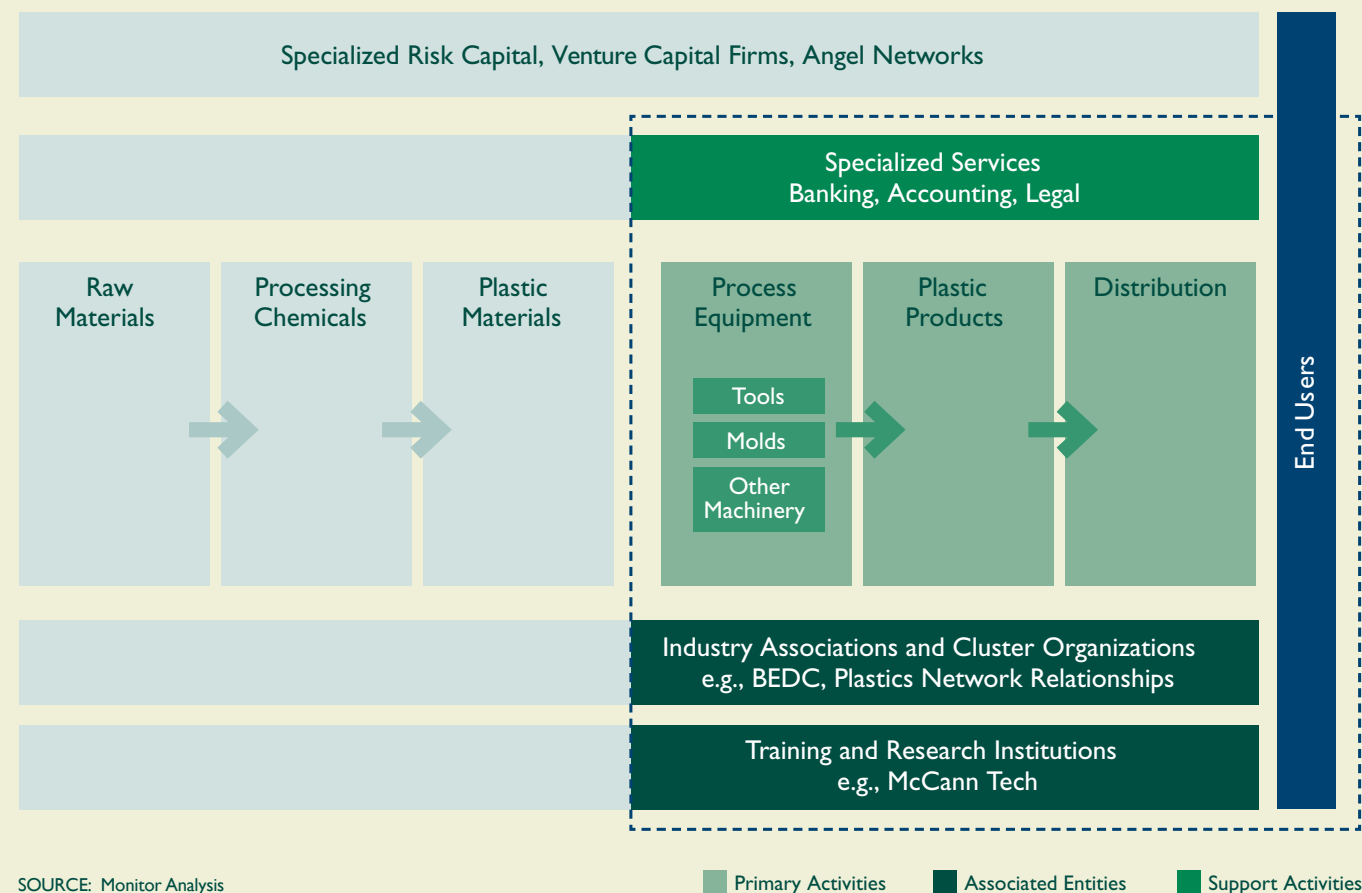 Specialized Risk Capital, Venture Capital Firms, Angel Networks
Specialized Services
Banking, Accounting, Legal
Raw
Materials
Processing
Chemicals
Plastic
Materials
Process
Equipment
Tools
Molds
Other
Machinery
Plastic
Products
Distribution
End Users
Industry Associations and Cluster Organizations
e.g., BEDC, Plastics Network Relationships
Training and Research Institutions
e.g., McCann Tech
SOURCE: Monitor Analysis
Primary Activities
Associated Entities
Support Activities